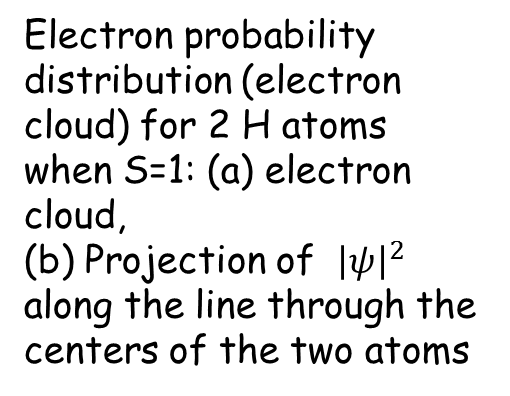 Electron probability
distribution (electron
cloud) for 2 H atoms
when S=1: (a) electron
cloud,
(b) Projection of |ψ|²
along the line through the
centers of the two atoms